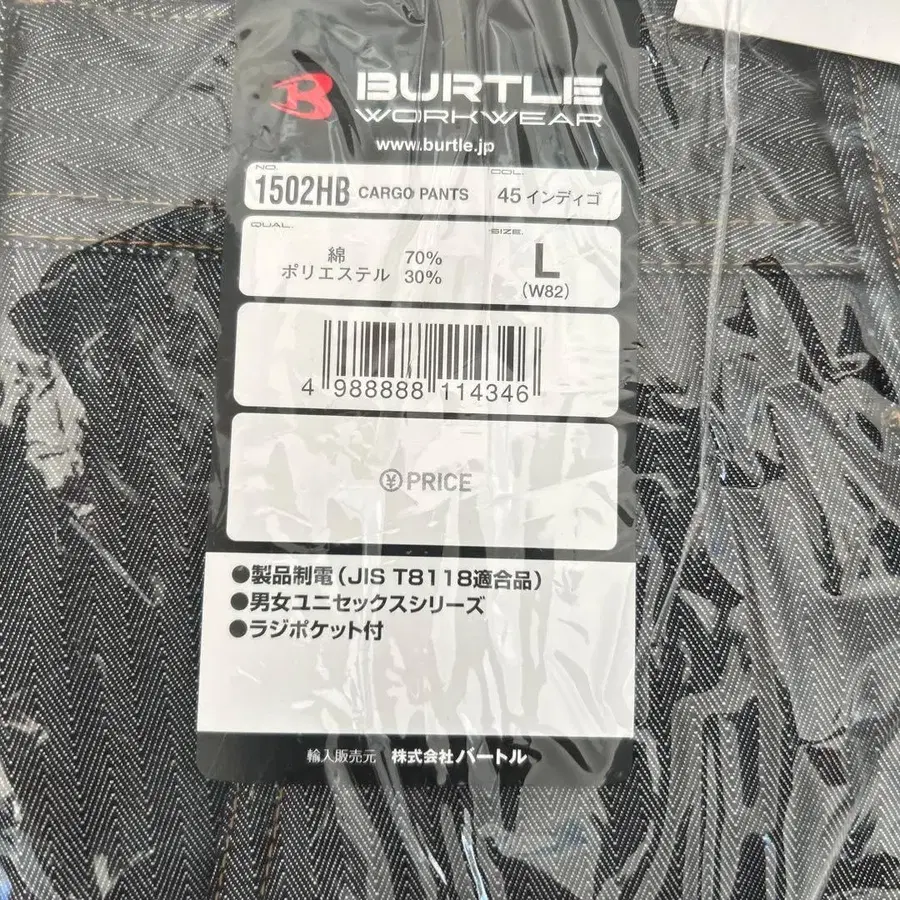 BURTLE
WORKWEAR
www.burtle.jp
NO. COL.
1502HB CARGO PANTS 45 インディゴ
QUAL. SIZE.
綿 70% L
ポリエステル 30% (W82)
4 988888 114346
¥PRICE
●製品制電(JIS T8118適合品)
●男女ユニセックスシリーズ
●ラジポケット付
輸入販売元 株式会社バートル